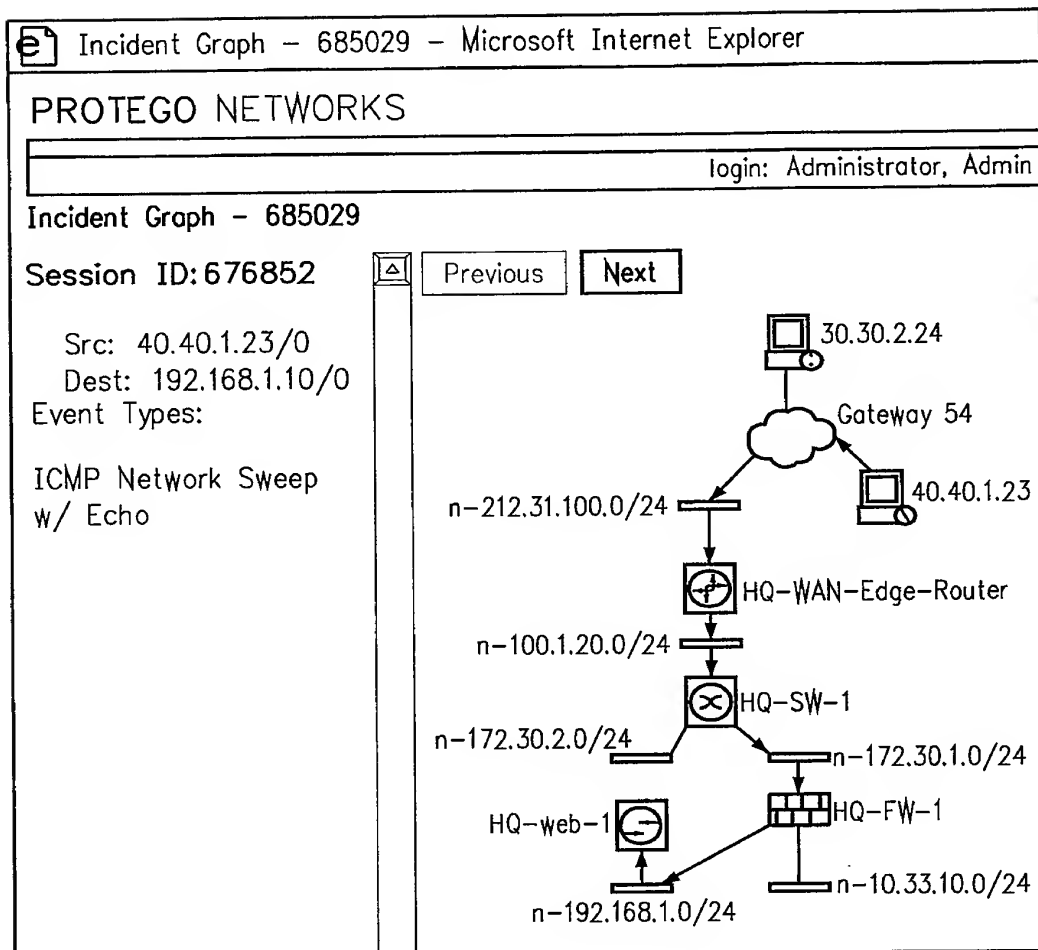 Incident Graph - 685029 - Microsoft Internet Explorer
PROTEGO NETWORKS
login: Administrator, Admin
Incident Graph - 685029
Session ID: 676852
Previous
Next
Src: 40.40.1.23/0
Dest: 192.168.1.10/0
Event Types:
ICMP Network Sweep
w/ Echo
30.30.2.24
Gateway 54
40.40.1.23
n-212.31.100.0/24
HQ-WAN-Edge-Router
n-100.1.20.0/24
HQ-SW-1
n-172.30.2.0/24
n-172.30.1.0/24
HQ-web-1
HQ-FW-1
n-10.33.10.0/24
n-192.168.1.0/24